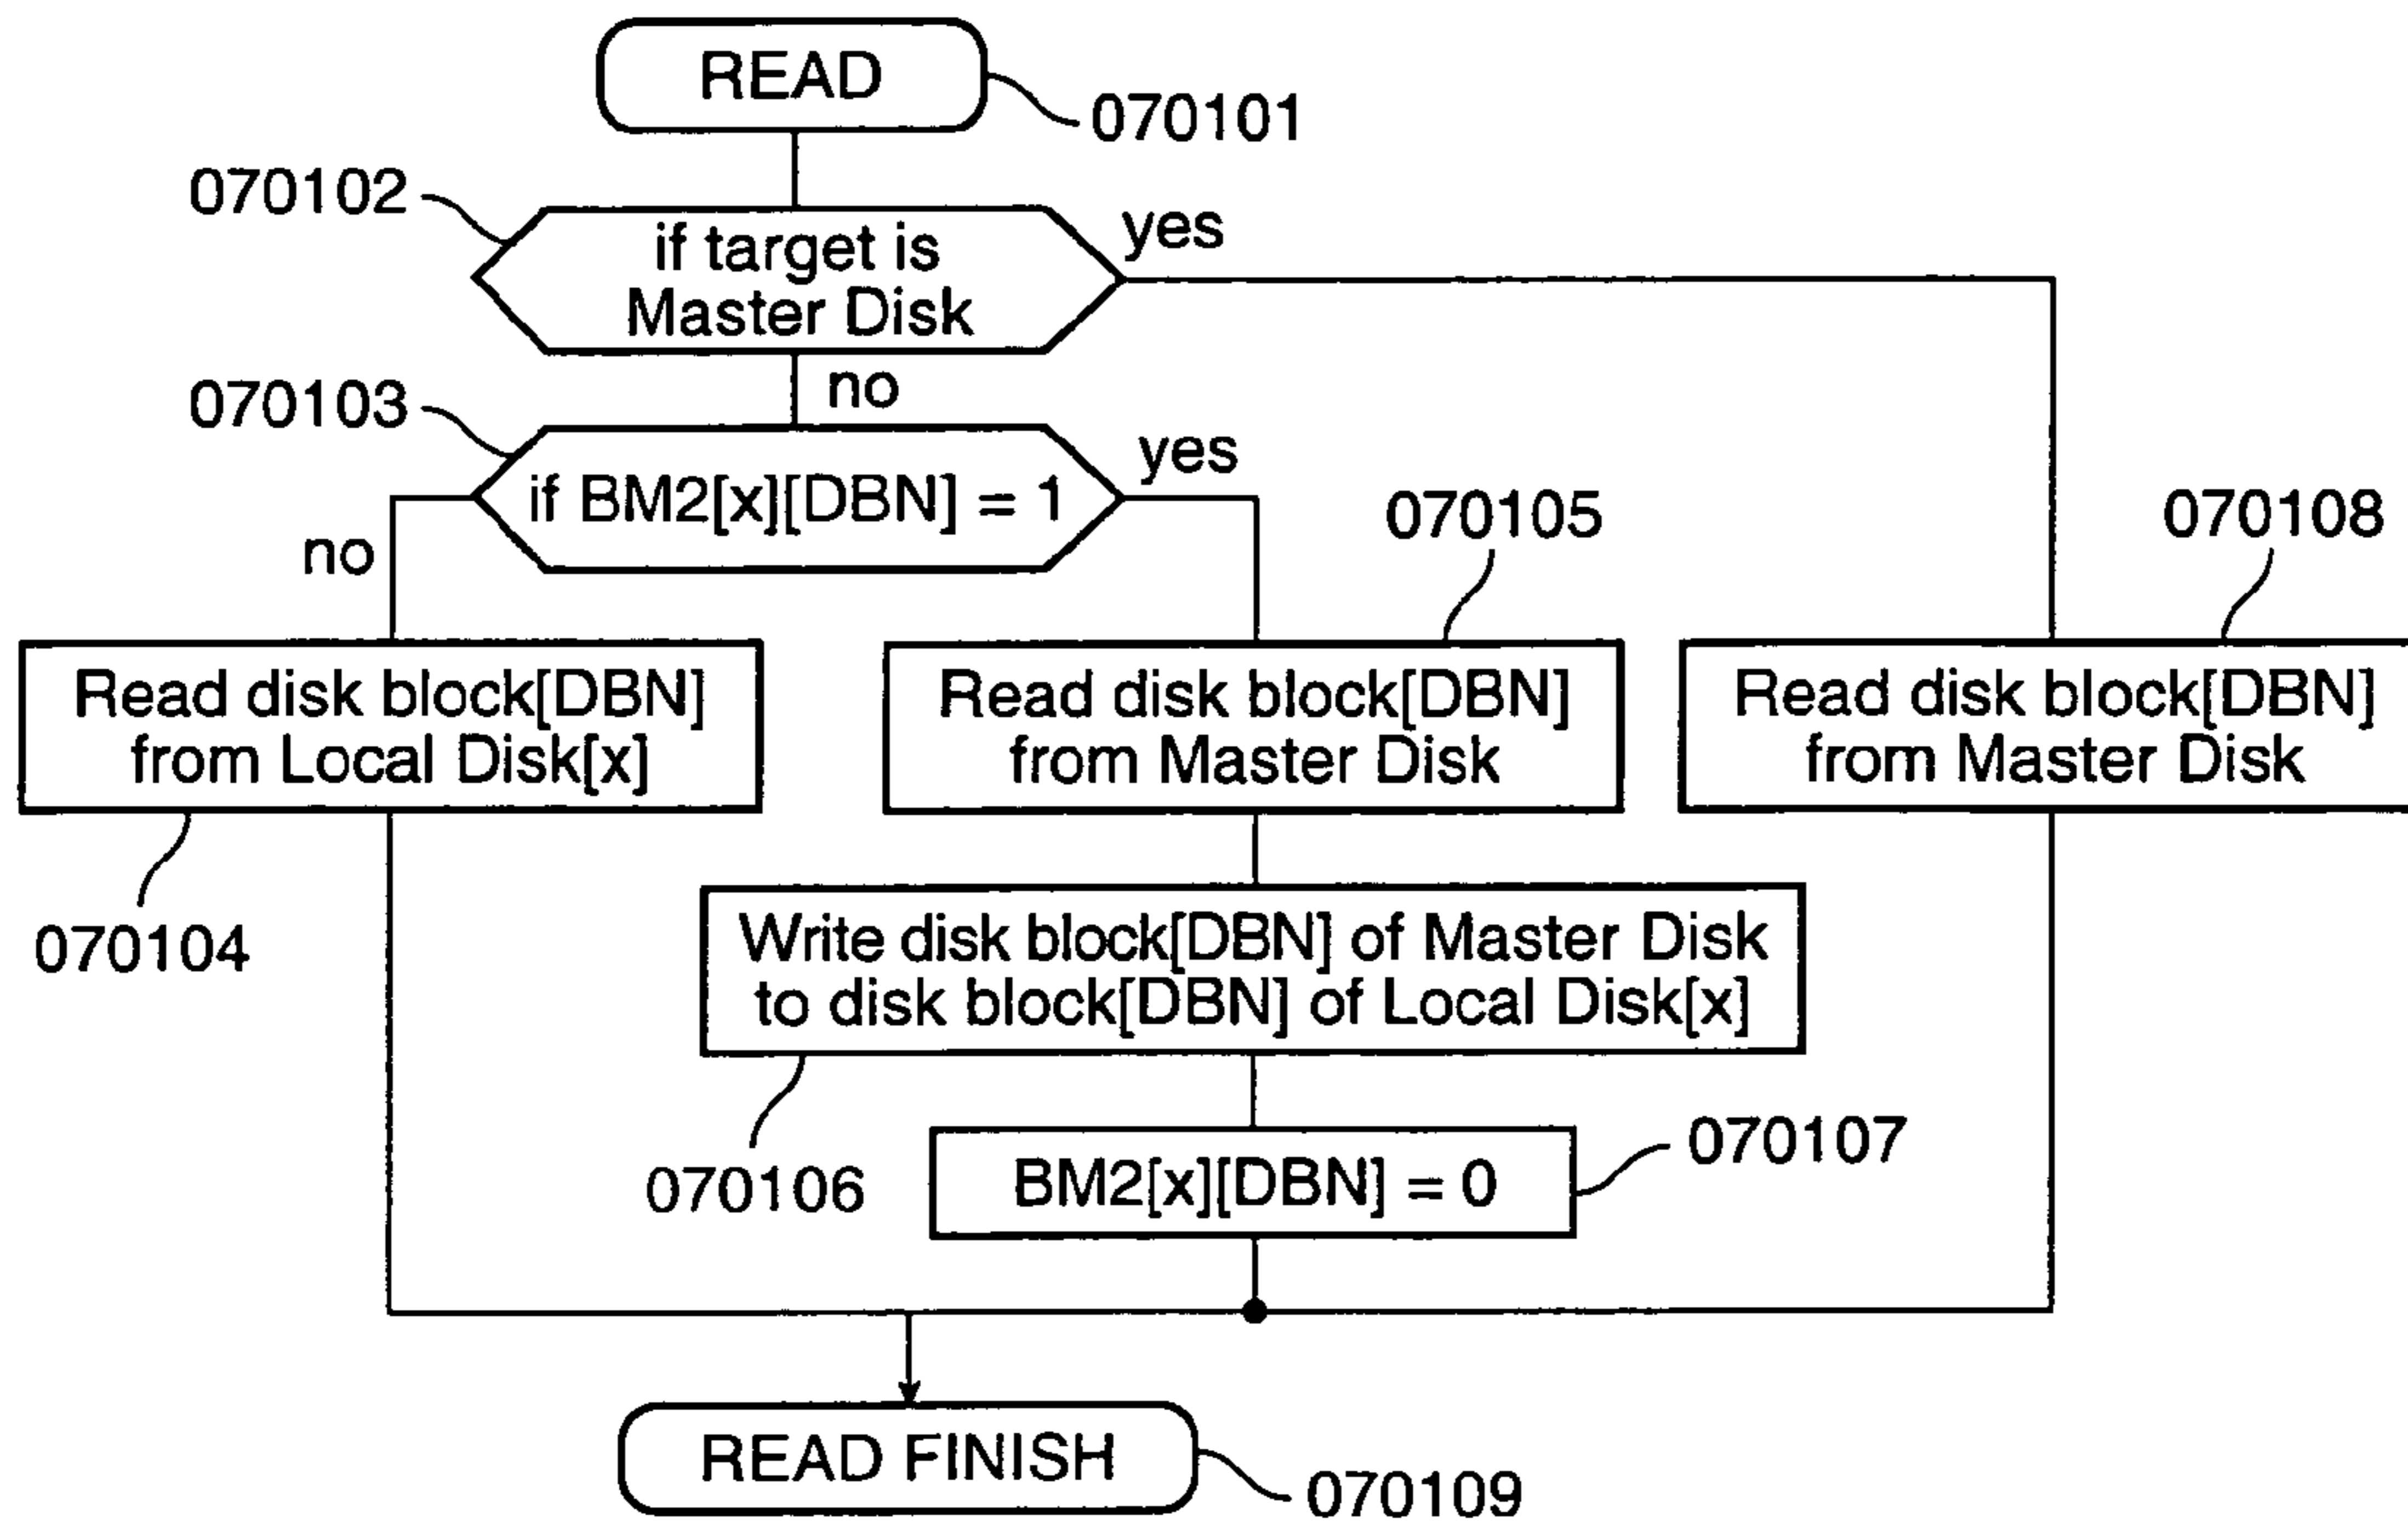 READ
070101
070102
if target is
Master Disk
yes
no
070103
if BM2[x][DBN] = 1
yes
no
070105
070108
Read disk block[DBN]
from Local Disk[x]
Read disk block[DBN]
from Master Disk
Read disk block[DBN]
from Master Disk
070104
Write disk block[DBN] of Master Disk
to disk block[DBN] of Local Disk[x]
070106
BM2[x][DBN] = 0
070107
READ FINISH
070109